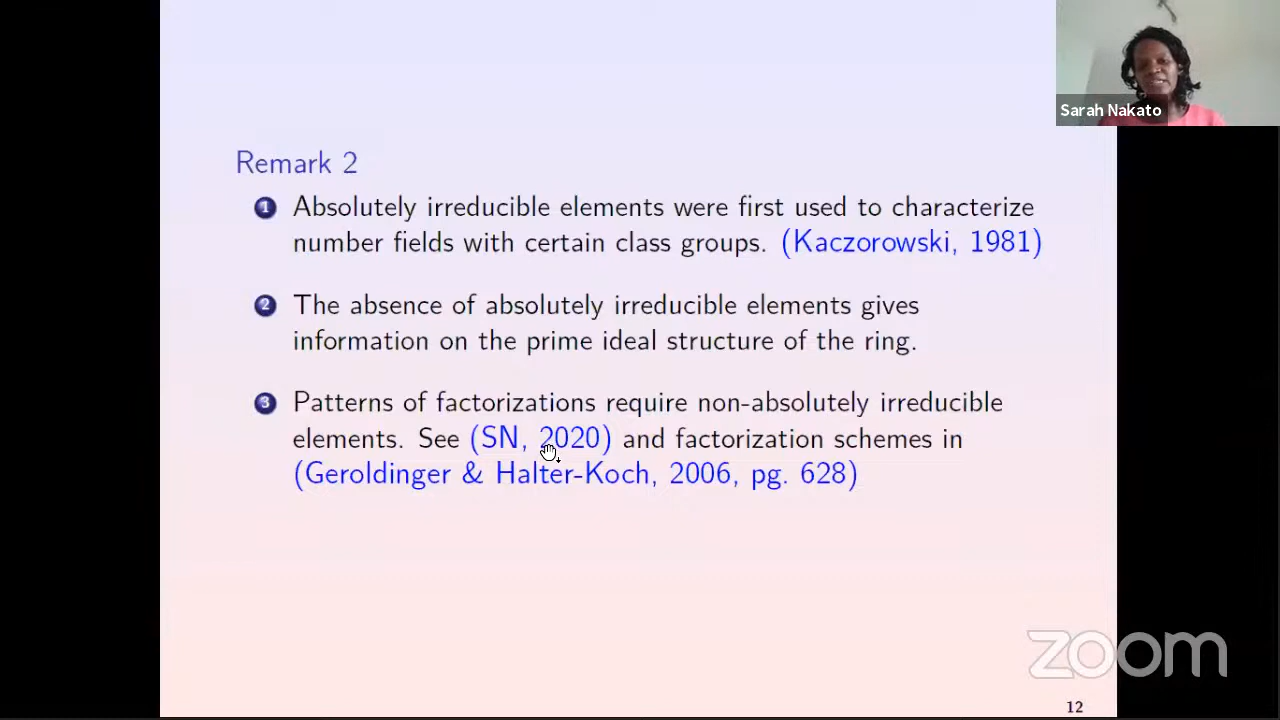 Sarah Nakato
Remark 2
1 Absolutely irreducible elements were first used to characterize
number fields with certain class groups. (Kaczorowski, 1981)
2 The absence of absolutely irreducible elements gives
information on the prime ideal structure of the ring.
3 Patterns of factorizations require non-absolutely irreducible
elements. See (SN, 2020) and factorization schemes in
(Geroldinger & Halter-Koch, 2006, pg. 628)
zoom
12